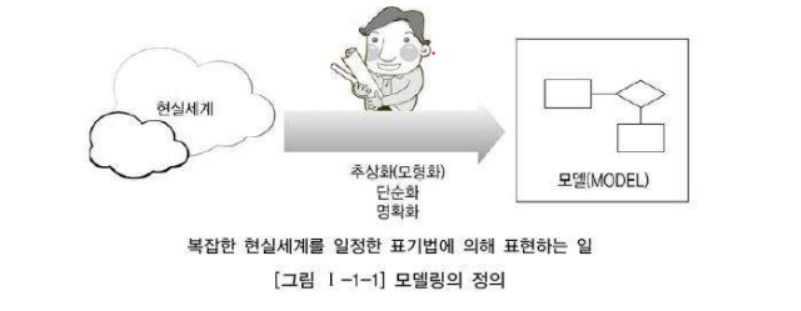 현실세계
추상화(모형화)
단순화
명확화
모델(MODEL)
복잡한 현실세계를 일정한 표기법에 의해 표현하는 일
[그림 Ⅰ-1-1] 모델링의 정의